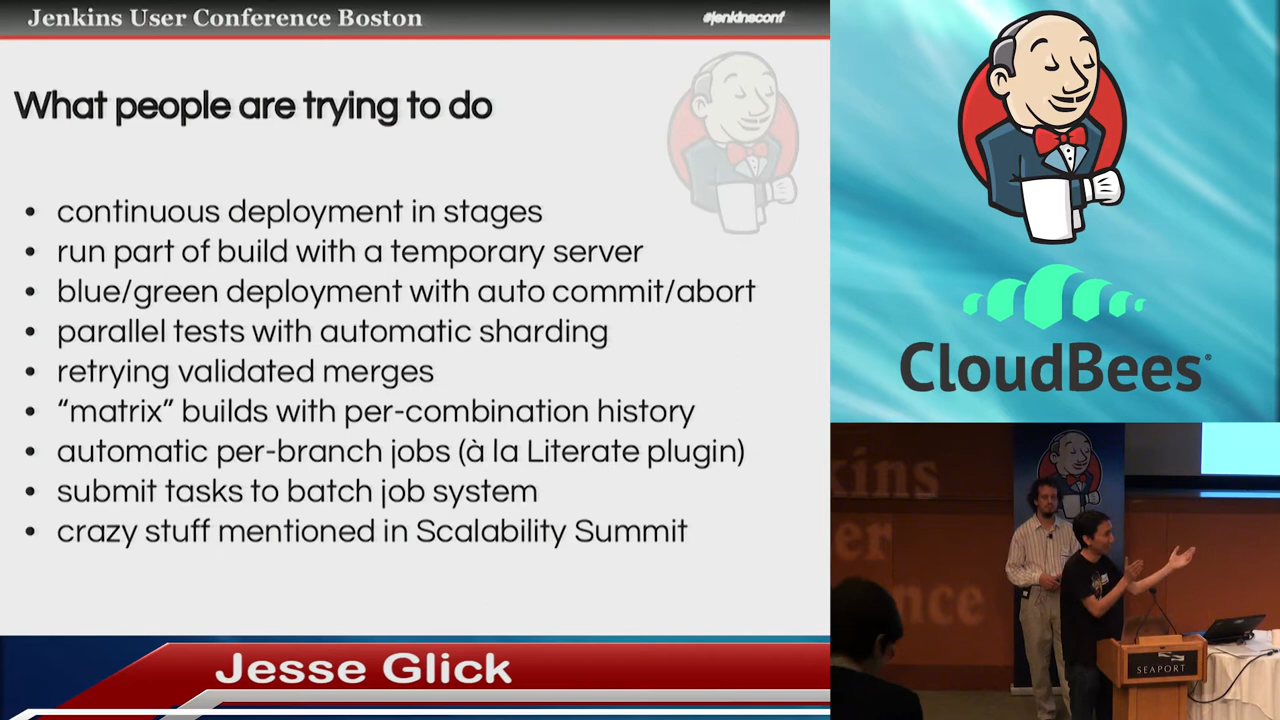 Jenkins User Conference Boston
#jenkinsconf
What people are trying to do
• continuous deployment in stages
• run part of build with a temporary server
• blue/green deployment with auto commit/abort
• parallel tests with automatic sharding
• retrying validated merges
• “matrix” builds with per-combination history
• automatic per-branch jobs (à la Literate plugin)
• submit tasks to batch job system
• crazy stuff mentioned in Scalability Summit
Jesse Glick
CloudBees®
kins
er
nce
SEAPORT